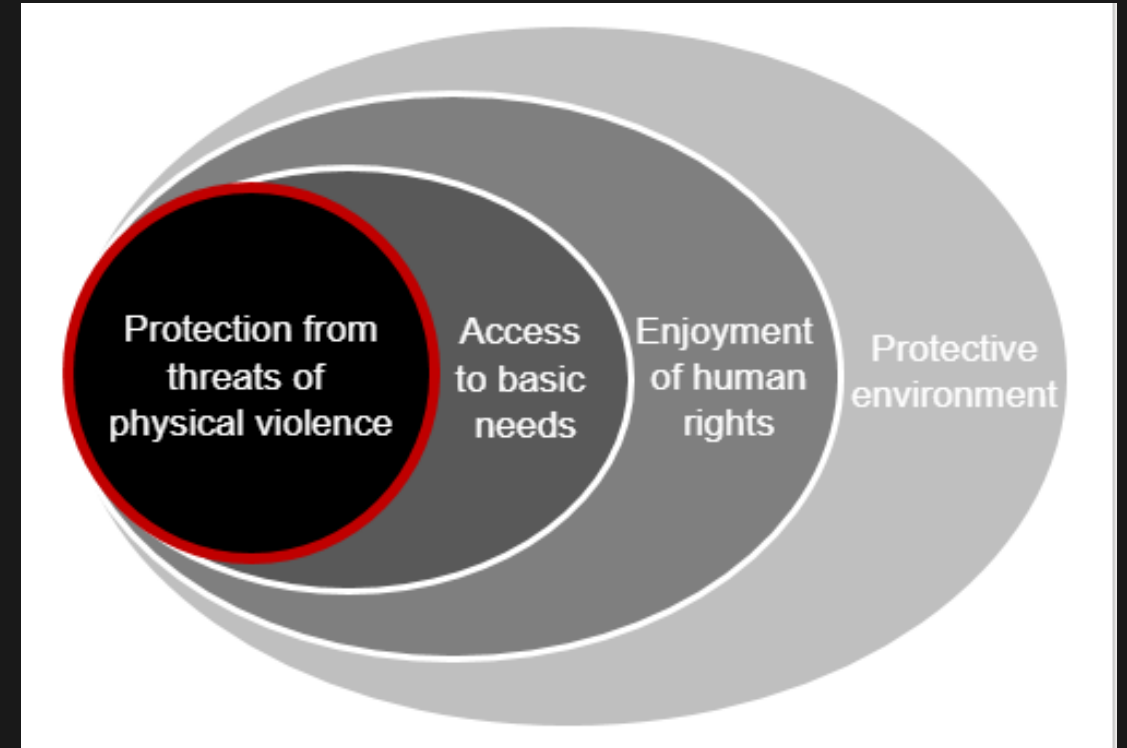 Protection from
threats of
physical violence
Access
to basic
needs
Enjoyment
of human
rights
Protective
environment